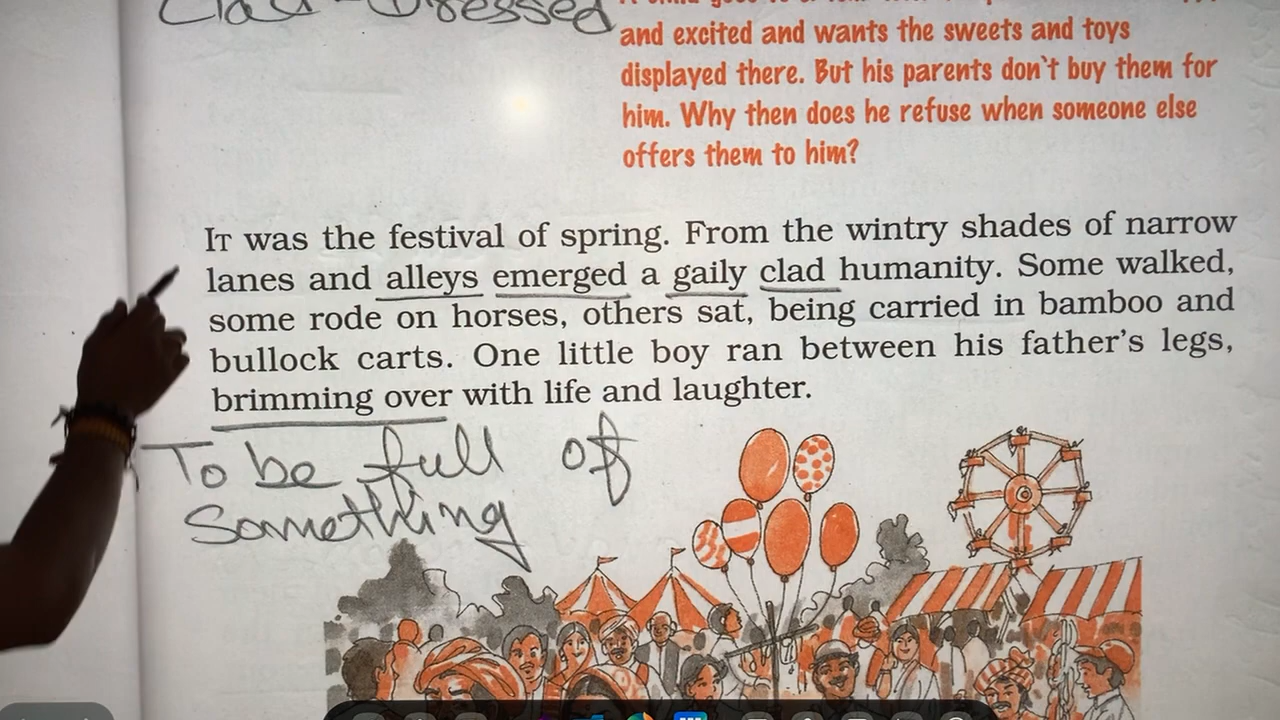 Clad - Dressed
and excited and wants the sweets and toys
displayed there. But his parents don't buy them for
him. Why then does he refuse when someone else
offers them to him?
IT was the festival of spring. From the wintry shades of narrow
lanes and alleys emerged a gaily clad humanity. Some walked,
some rode on horses, others sat, being carried in bamboo and
bullock carts. One little boy ran between his father's legs,
brimming over with life and laughter.
To be full of
Something